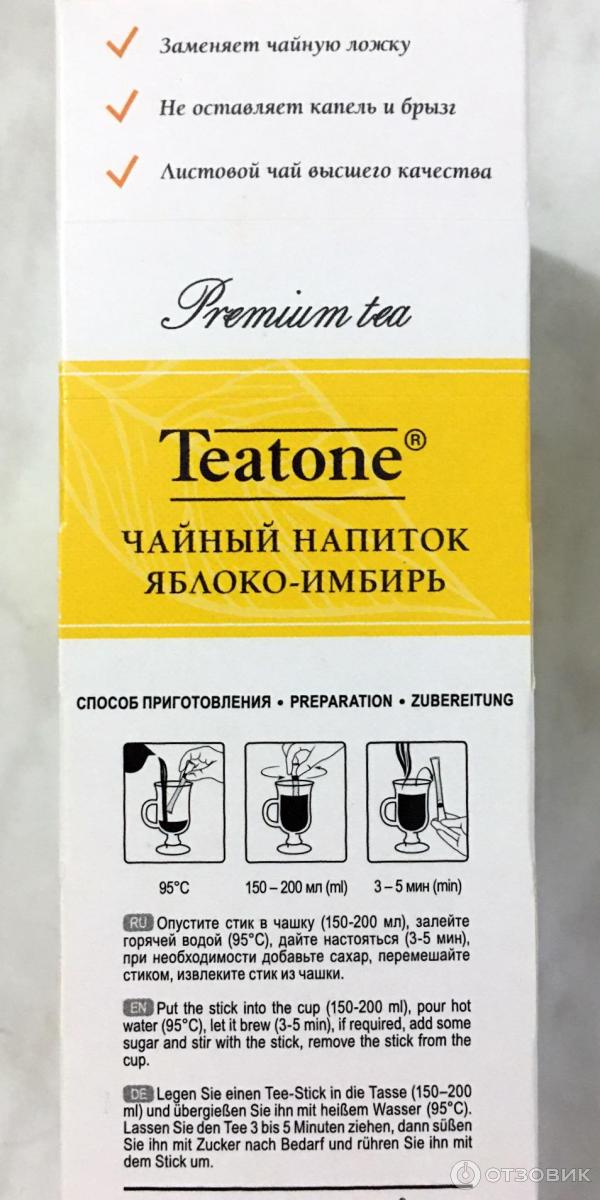 Заменяет чайную ложку
Не оставляет капель и брызг
Листовой чай высшего качества
Premium tea
Teatone®
ЧАЙНЫЙ НАПИТОК
ЯБЛОКО-ИМБИРЬ
СПОСОБ ПРИГОТОВЛЕНИЯ • PREPARATION • ZUBEREITUNG
95°C 150 – 200 мл (ml) 3 – 5 мин (min)
RU Опустите стик в чашку (150-200 мл), залейте
горячей водой (95°C), дайте настояться (3-5 мин),
при необходимости добавьте сахар, перемешайте
стиком, извлеките стик из чашки.
EN Put the stick into the cup (150-200 ml), pour hot
water (95°C), let it brew (3-5 min), if required, add some
sugar and stir with the stick, remove the stick from the
cup.
DE Legen Sie einen Tee-Stick in die Tasse (150–200
ml) und übergießen Sie ihn mit heißem Wasser (95°C).
Lassen Sie den Tee 3 bis 5 Minuten ziehen, dann süßen
Sie ihn mit Zucker nach Bedarf und rühren Sie ihn mit
dem Stick um.
ОТЗОВИК